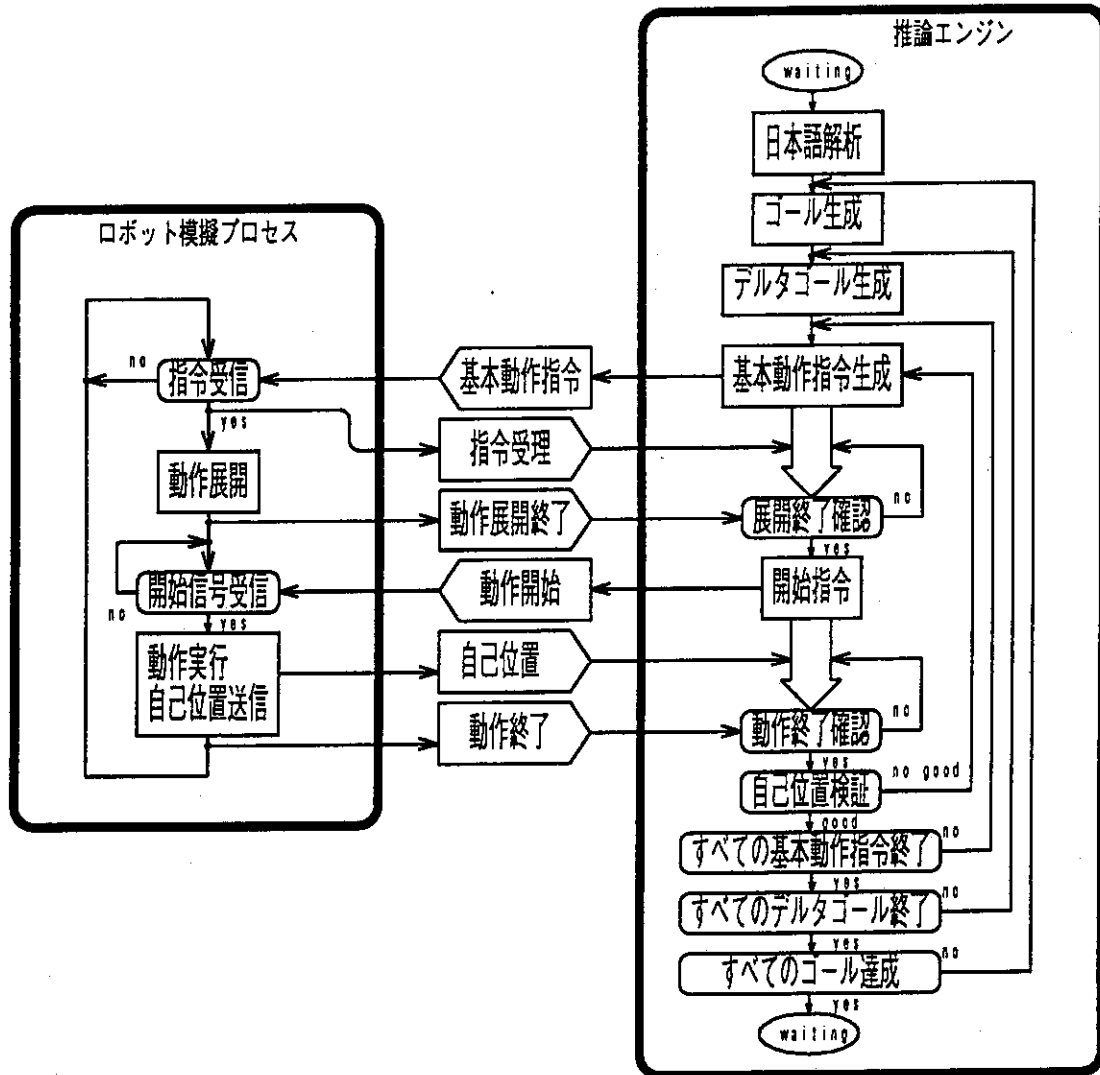 推論エンジン
waiting
日本語解析
ゴール生成
デルタゴール生成
基本動作指令生成
no
展開終了確認
yes
開始指令
no
動作終了確認
yes
no good
自己位置検証
good
no
すべての基本動作指令終了
yes
no
すべてのデルタゴール終了
yes
no
すべてのゴール達成
yes
waiting
基本動作指令
指令受理
動作展開終了
動作開始
自己位置
動作終了
ロボット模擬プロセス
no
指令受信
yes
動作展開
開始信号受信
no
yes
動作実行
自己位置送信